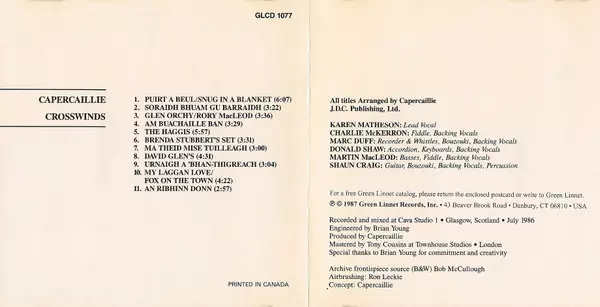 GLCD 1077
CAPERCAILLIE
CROSSWINDS
1. PUIRT A BEUL/SNUG IN A BLANKET (6:07)
2. SORAIDH BHUAM GU BARRAIDH (3:22)
3. GLEN ORCHY/RORY MacLEOD (3:36)
4. AM BUACHAILLE BAN (3:29)
5. THE HAGGIS (5:57)
6. BRENDA STUBBERT'S SET (3:31)
7. MA THEID MISE TUILLEAGH (3:00)
8. DAVID GLEN'S (4:31)
9. URNAIGH A 'BHAN-THIGREACH (3:04)
10. MY LAGGAN LOVE/
FOX ON THE TOWN (4:22)
11. AN RIBHINN DONN (2:57)
PRINTED IN CANADA
All titles Arranged by Capercaillie
J.D.C. Publishing, Ltd.
KAREN MATHESON: Lead Vocal
CHARLIE McKERRON: Fiddle, Backing Vocals
MARC DUFF: Recorder & Whistles, Bouzouki, Backing Vocals
DONALD SHAW: Accordion, Keyboards, Backing Vocals
MARTIN MacLEOD: Basses, Fiddle, Backing Vocals
SHAUN CRAIG: Guitar, Bouzouki, Backing Vocals, Percussion
For a free Green Linnet catalog, please return the enclosed postcard or write to Green Linnet.
℗ © 1987 Green Linnet Records, Inc. • 43 Beaver Brook Road • Danbury, CT 06810 • USA
Recorded and mixed at Cava Studio 1 • Glasgow, Scotland • July 1986
Engineered by Brian Young
Produced by Capercaillie
Mastered by Tony Cousins at Townhouse Studios • London
Special thanks to Brian Young for commitment and creativity
Archive frontispiece source (B&W) Bob McCullough
Airbrushing: Ron Leckie
Concept: Capercaillie